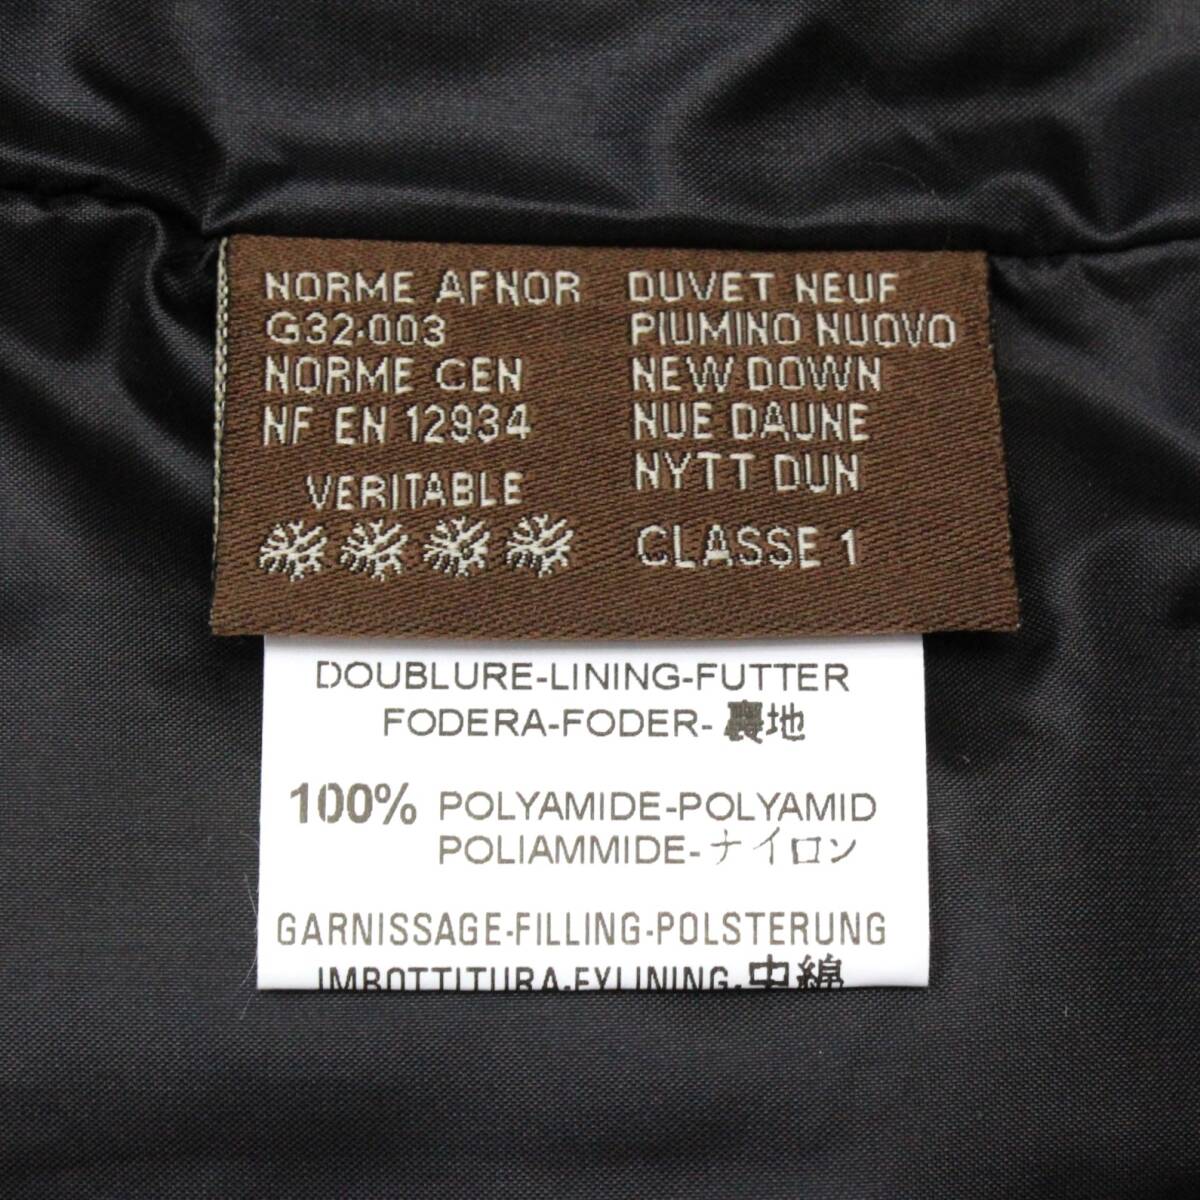 NORME AFNOR
G32·003
NORME CEN
NF EN 12934
VERITABLE
DUVET NEUF
PIUMINO NUOVO
NEW DOWN
NUE DAUNE
NYTT DUN
CLASSE 1
DOUBLURE-LINING-FUTTER
FODERA-FODER-裏地
100% POLYAMIDE-POLYAMID
POLIAMMIDE-ナイロン
GARNISSAGE-FILLING-POLSTERUNG
IMBOTTITURA-FYLINING-中綿